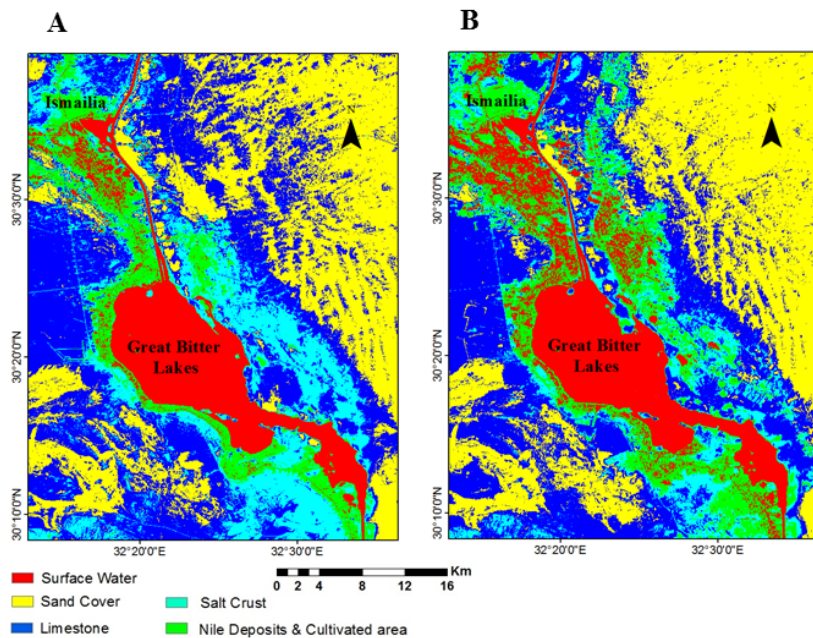 A
B
Ismailia
Great Bitter
Lakes
30°30'0"N
30°20'0"N
30°10'0"N
32°20'0"E
32°30'0"E
Ismailia
N
Great Bitter
Lakes
30°30'0"N
30°20'0"N
30°10'0"N
32°20'0"E
32°30'0"E
Surface Water
Sand Cover
Limestone
Salt Crust
Nile Deposits & Cultivated area
Km
0 2 4 8 12 16